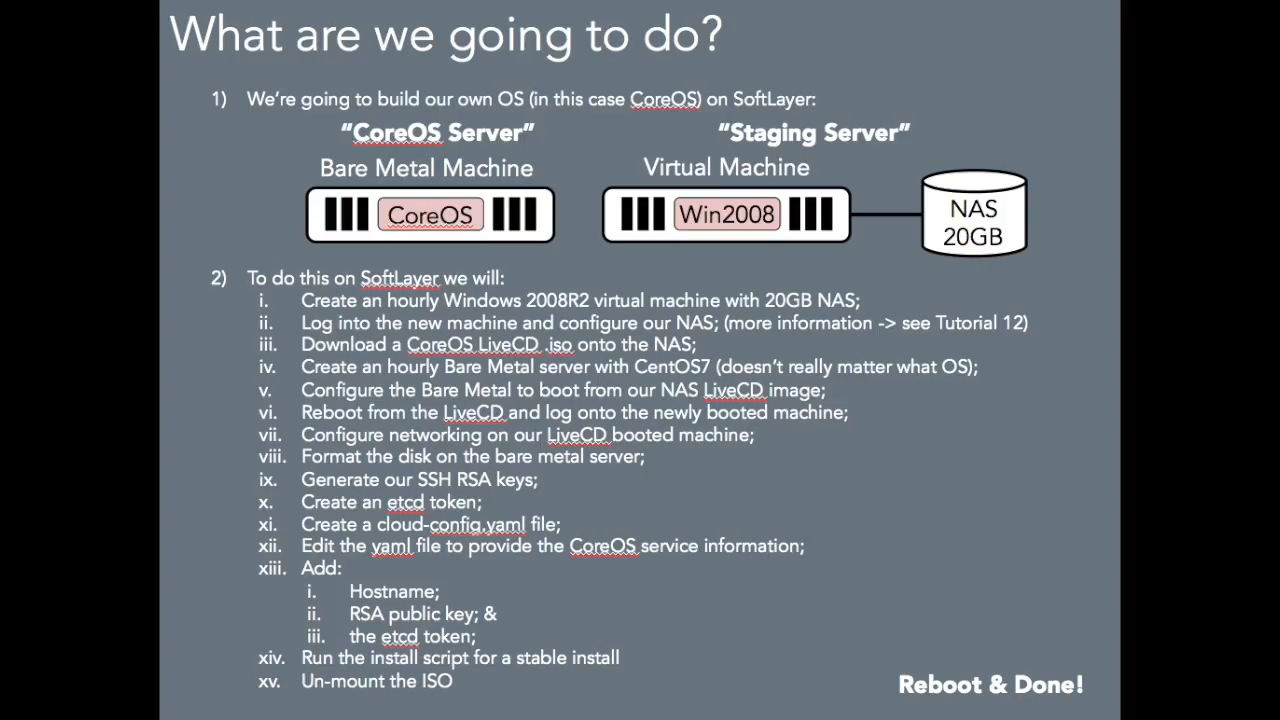 What are we going to do?
1) We're going to build our own OS (in this case CoreOS) on SoftLayer:
"CoreOS Server"
"Staging Server"
Bare Metal Machine
Virtual Machine
CoreOS
Win2008
NAS
20GB
2) To do this on SoftLayer we will:
i. Create an hourly Windows 2008R2 virtual machine with 20GB NAS;
ii. Log into the new machine and configure our NAS; (more information -> see Tutorial 12)
iii. Download a CoreOS LiveCD .iso onto the NAS;
iv. Create an hourly Bare Metal server with CentOS7 (doesn't really matter what OS);
v. Configure the Bare Metal to boot from our NAS LiveCD image;
vi. Reboot from the LiveCD and log onto the newly booted machine;
vii. Configure networking on our LiveCD booted machine;
viii. Format the disk on the bare metal server;
ix. Generate our SSH RSA keys;
x. Create an etcd token;
xi. Create a cloud-config.yaml file;
xii. Edit the yaml file to provide the CoreOS service information;
xiii. Add:
i. Hostname;
ii. RSA public key; &
iii. the etcd token;
xiv. Run the install script for a stable install
xv. Un-mount the ISO
Reboot & Done!